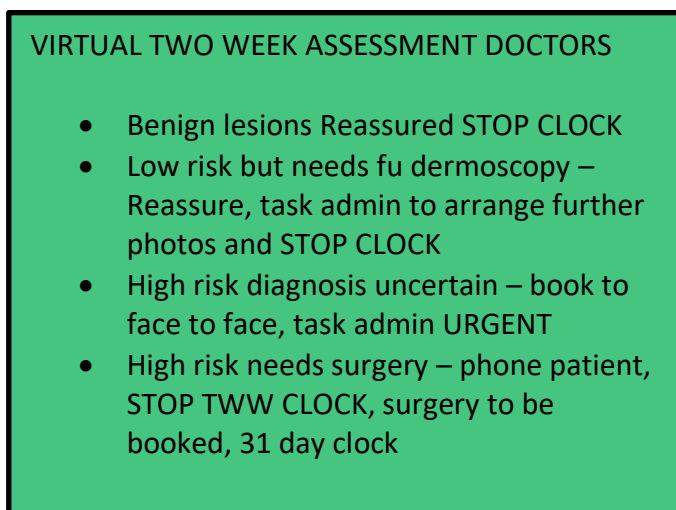 VIRTUAL TWO WEEK ASSESSMENT DOCTORS
• Benign lesions Reassured STOP CLOCK
• Low risk but needs fu dermoscopy –
Reassure, task admin to arrange further
photos and STOP CLOCK
• High risk diagnosis uncertain – book to
face to face, task admin URGENT
• High risk needs surgery – phone patient,
STOP TWW CLOCK, surgery to be
booked, 31 day clock